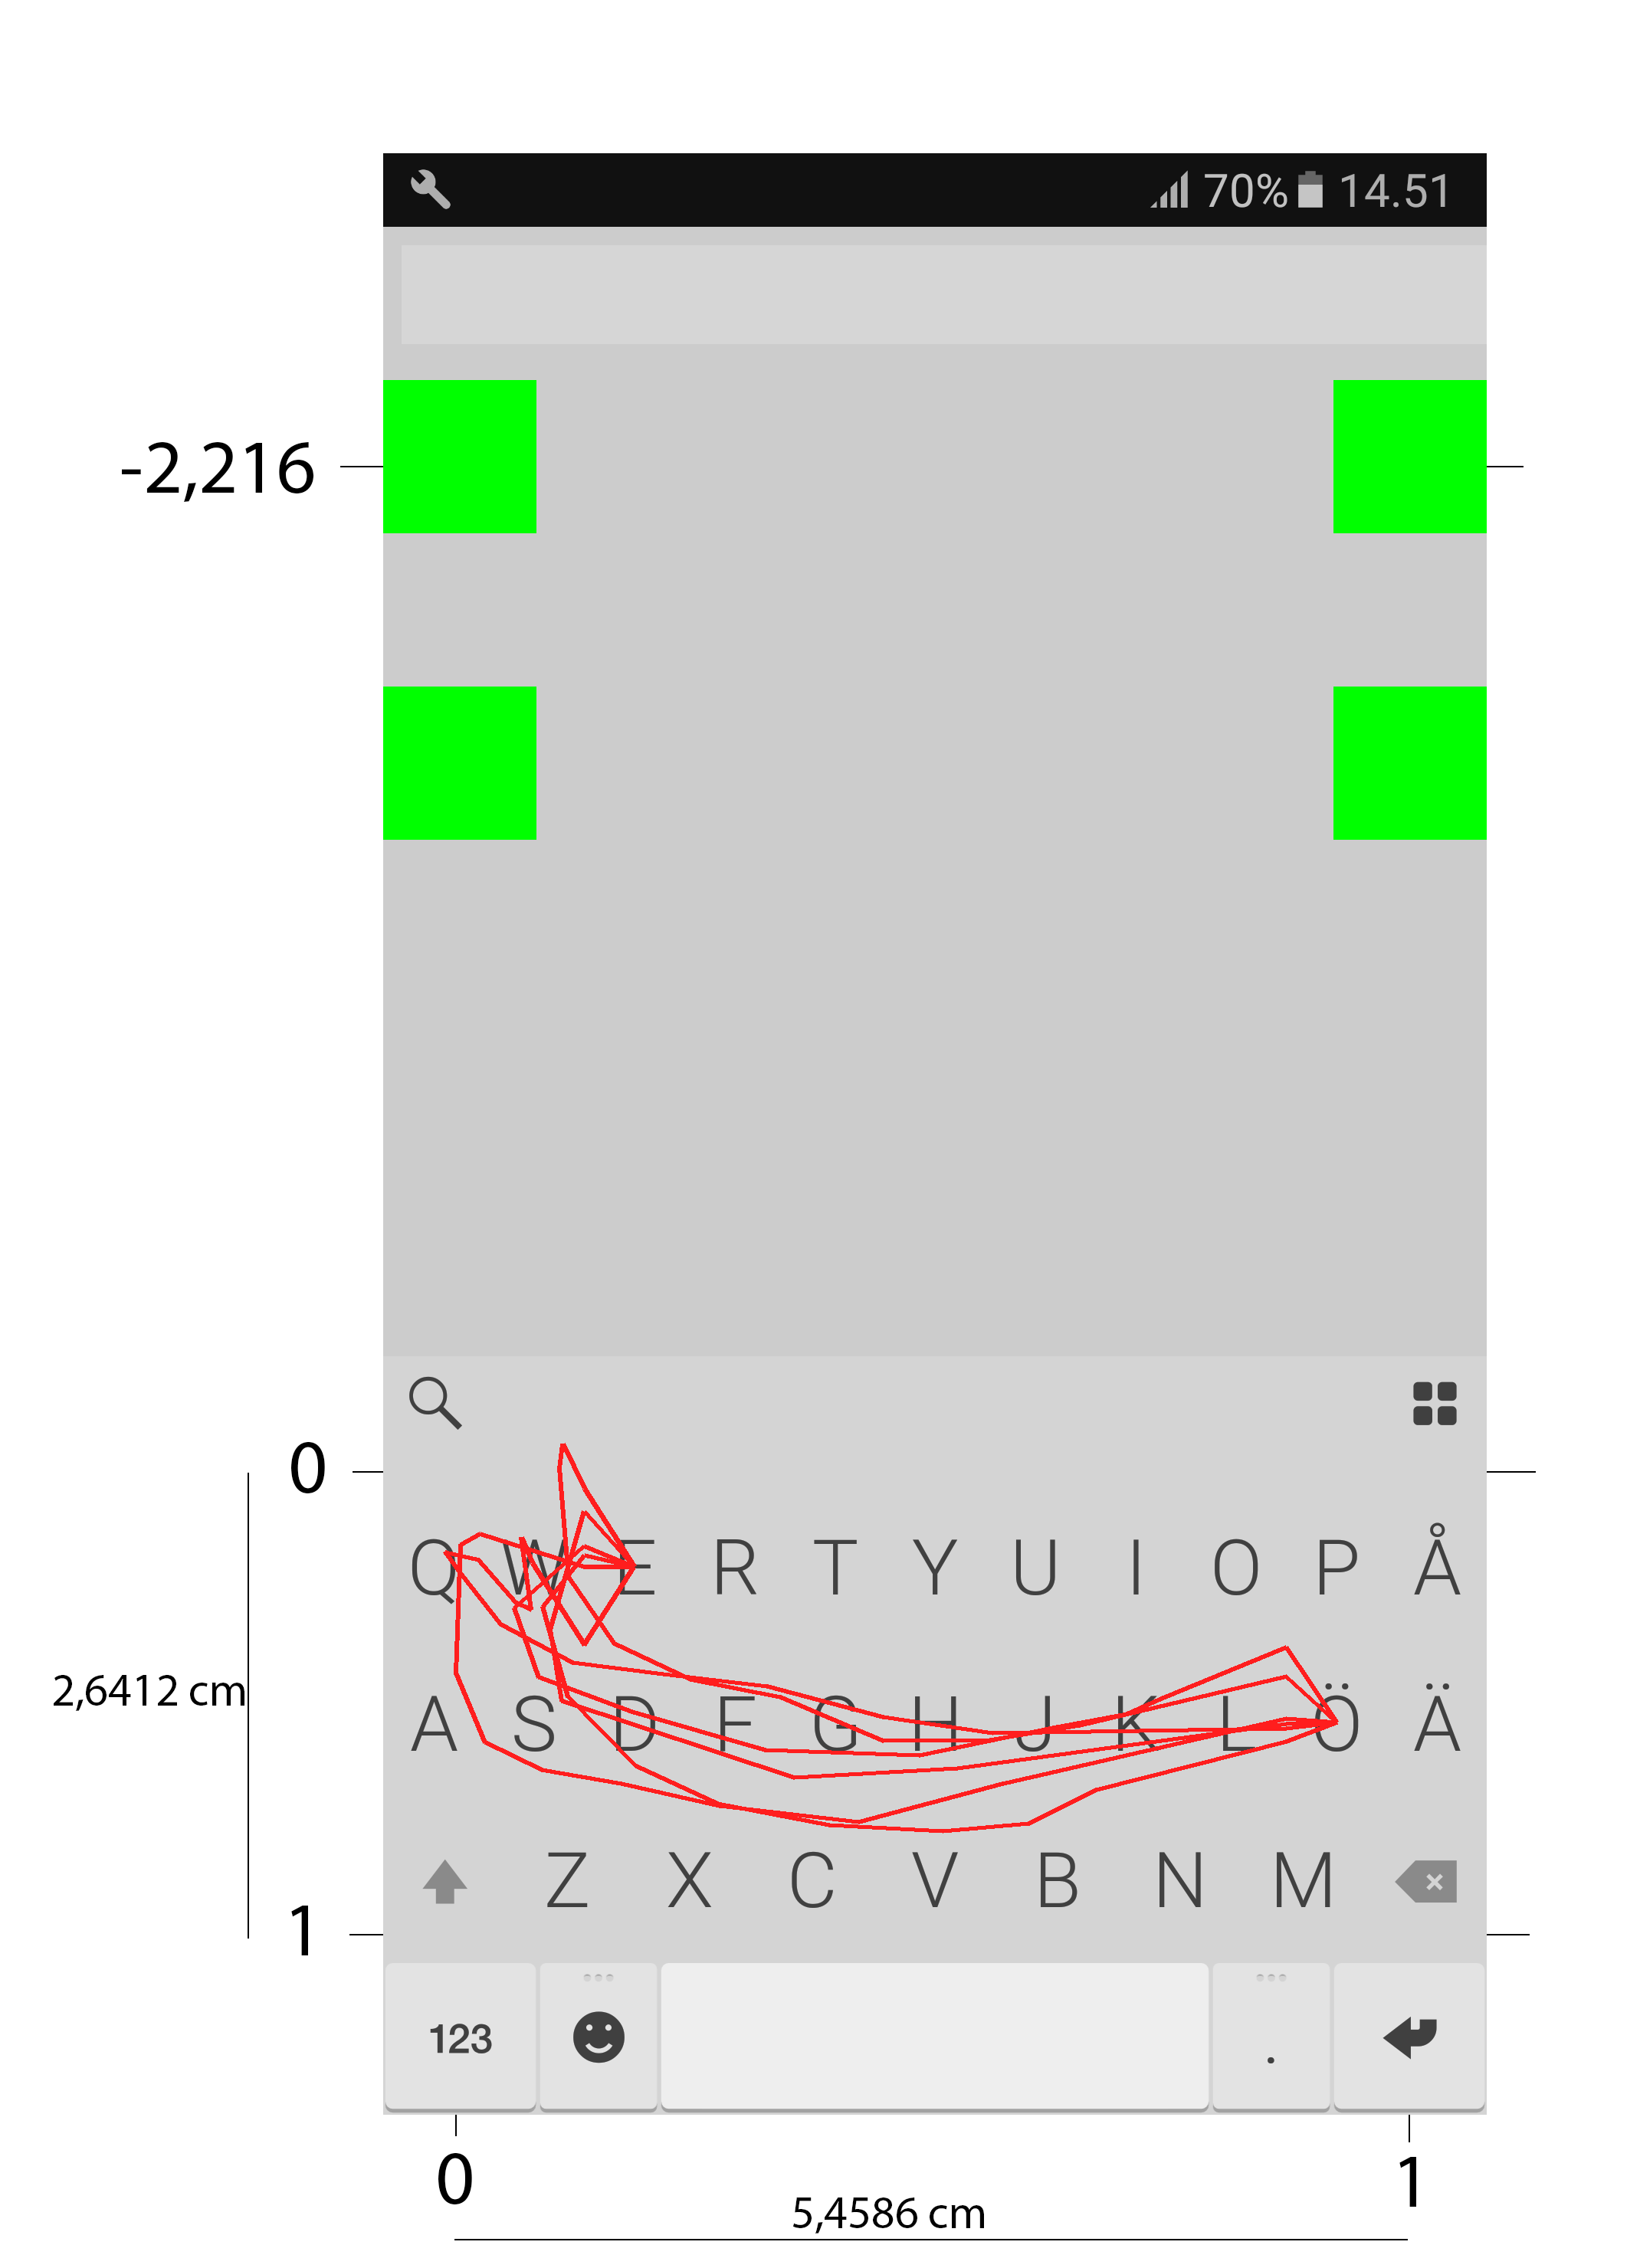 70% 14.51
-2,216
0
Q W E R T Y U I O P Å
2,6412 cm
A S D F G H J K L Ö Ä
Z X C V B N M
1
123 .
0 1
5,4586 cm